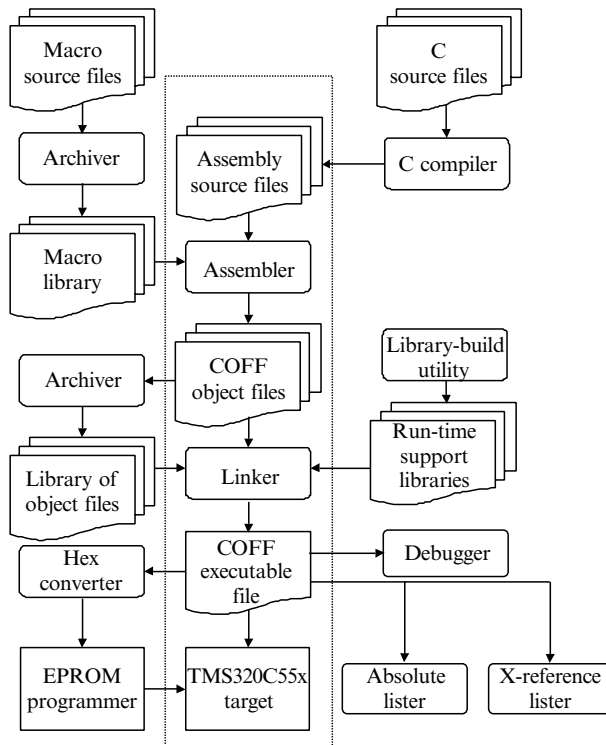 Macro
source files
C
source files
Archiver
Assembly
source files
C compiler
Macro
library
Assembler
Archiver
COFF
object files
Library-build
utility
Library of
object files
Linker
Run-time
support
libraries
Hex
converter
COFF
executable
file
Debugger
EPROM
programmer
TMS320C55x
target
Absolute
lister
X-reference
lister